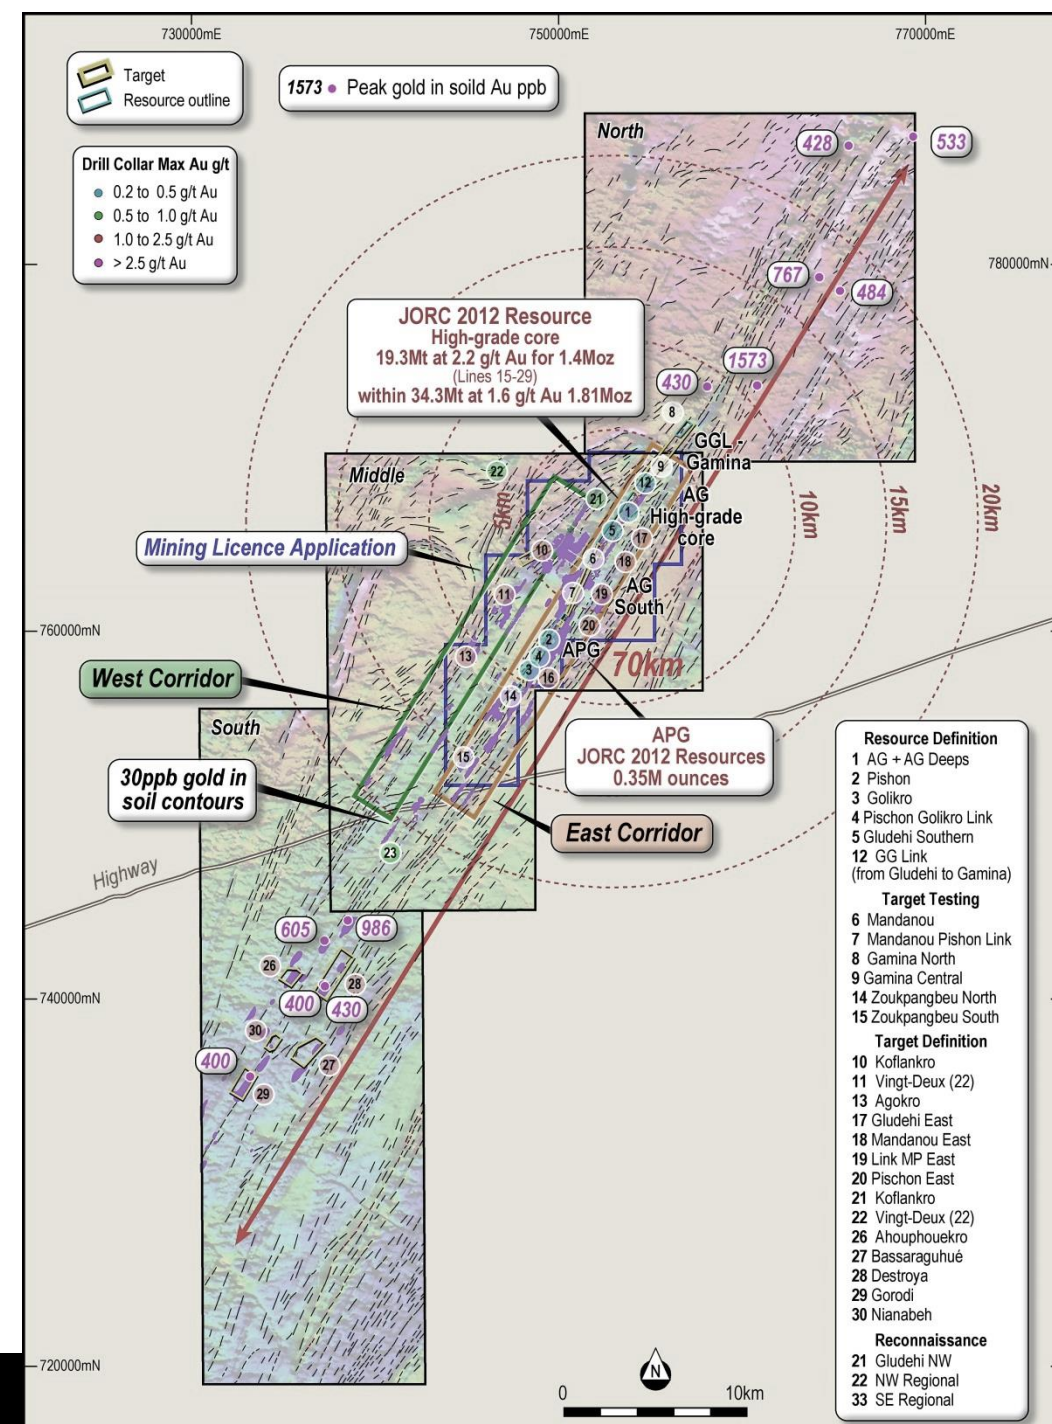 730000mE
750000mE
770000mE
Target
Resource outline
1573 Peak gold in soild Au ppb
Drill Collar Max Au g/t
0.2 to 0.5 g/t Au
0.5 to 1.0 g/t Au
1.0 to 2.5 g/t Au
> 2.5 g/t Au
North
428
533
780000mN
767
484
JORC 2012 Resource
High-grade core
19.3Mt at 2.2 g/t Au for 1.4Moz
(Lines 15-29)
within 34.3Mt at 1.6 g/t Au 1.81Moz
430
1573
8
GGL -
Gamina
Middle
22
9
12
21
5km
AG
High-grade
core
1
5
17
10km
15km
20km
Mining Licence Application
10
6
18
11
7
19
AG
South
20
760000mN
2
APG
4
13
3
16
70km
West Corridor
14
South
15
APG
JORC 2012 Resources
0.35M ounces
30ppb gold in
soil contours
East Corridor
23
Highway
605
986
26
28
400
430
740000mN
30
400
27
29
720000mN
N
0
10km
Resource Definition
1 AG + AG Deeps
2 Pishon
3 Golikro
4 Pischon Golikro Link
5 Gludehi Southern
12 GG Link
(from Gludehi to Gamina)
Target Testing
6 Mandanou
7 Mandanou Pishon Link
8 Gamina North
9 Gamina Central
14 Zoukpangbeu North
15 Zoukpangbeu South
Target Definition
10 Koflankro
11 Vingt-Deux (22)
13 Agokro
17 Gludehi East
18 Mandanou East
19 Link MP East
20 Pischon East
21 Koflankro
22 Vingt-Deux (22)
26 Ahouphouekro
27 Bassaraguhué
28 Destroya
29 Gorodi
30 Nianabeh
Reconnaissance
21 Gludehi NW
22 NW Regional
33 SE Regional